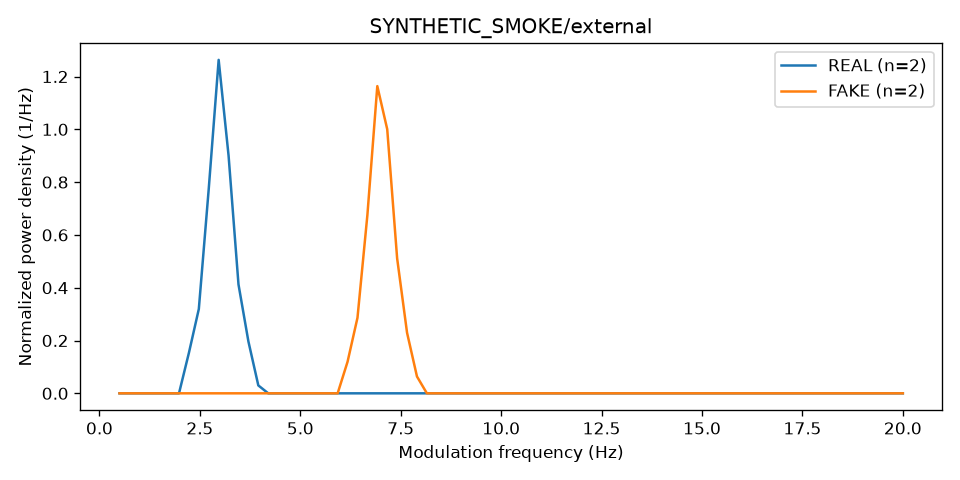 SYNTHETIC_SMOKE/external
REAL (n=2)
FAKE (n=2)
Normalized power density (1/Hz)
1.2
1.0
0.8
0.6
0.4
0.2
0.0
0.0 2.5 5.0 7.5 10.0 12.5 15.0 17.5 20.0
Modulation frequency (Hz)